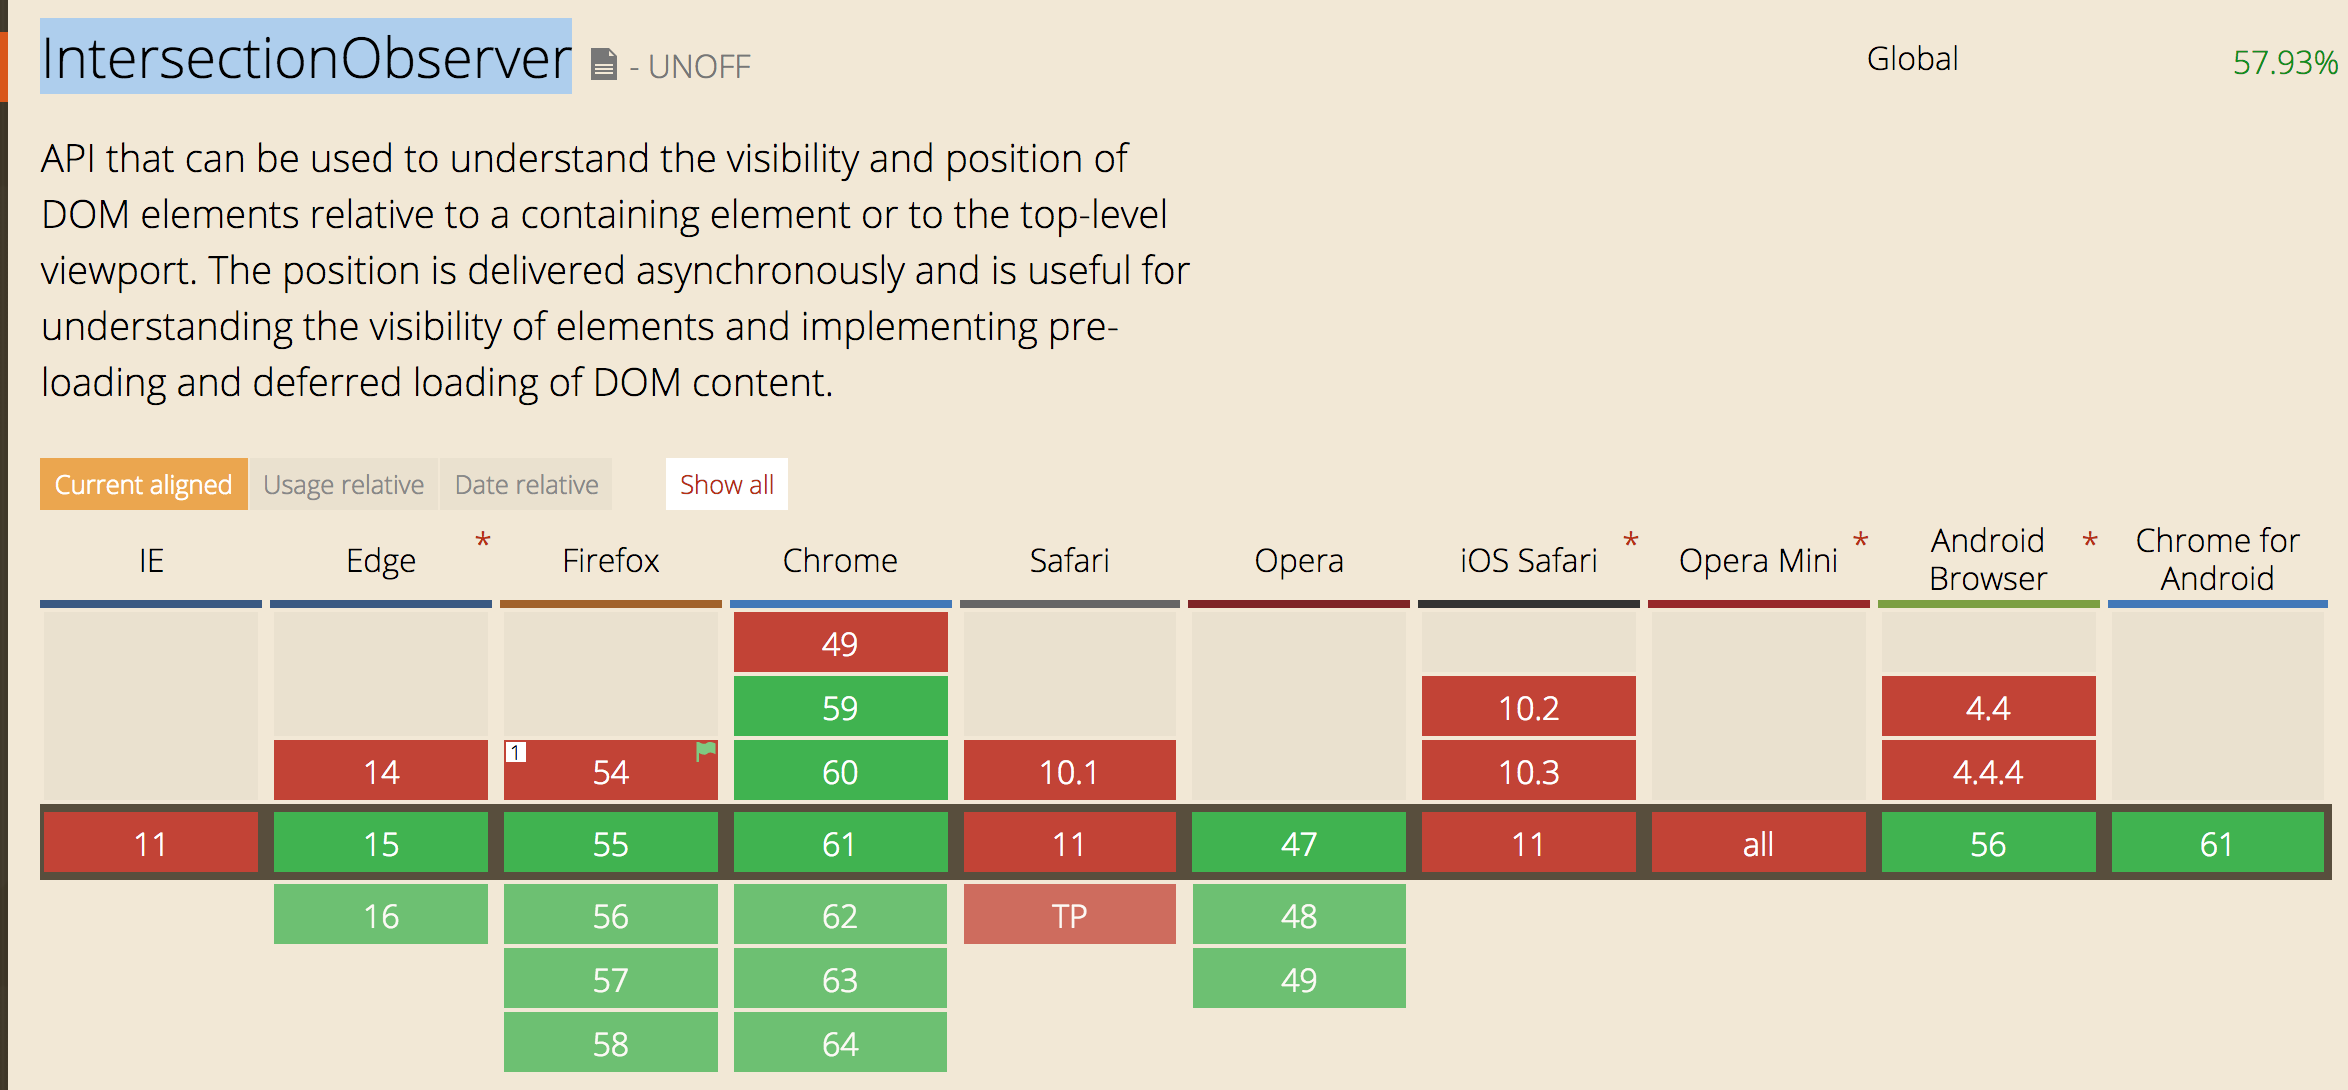 IntersectionObserver - UNOFF
Global 57.93%
API that can be used to understand the visibility and position of
DOM elements relative to a containing element or to the top-level
viewport. The position is delivered asynchronously and is useful for
understanding the visibility of elements and implementing pre-
loading and deferred loading of DOM content.
Current aligned Usage relative Date relative Show all
IE Edge * Firefox Chrome Safari Opera iOS Safari * Opera Mini * Android Browser * Chrome for Android
49
59 10.2 4.4
14 1 54 60 10.1 10.3 4.4.4
11 15 55 61 11 47 11 all 56 61
16 56 62 TP 48
57 63 49
58 64